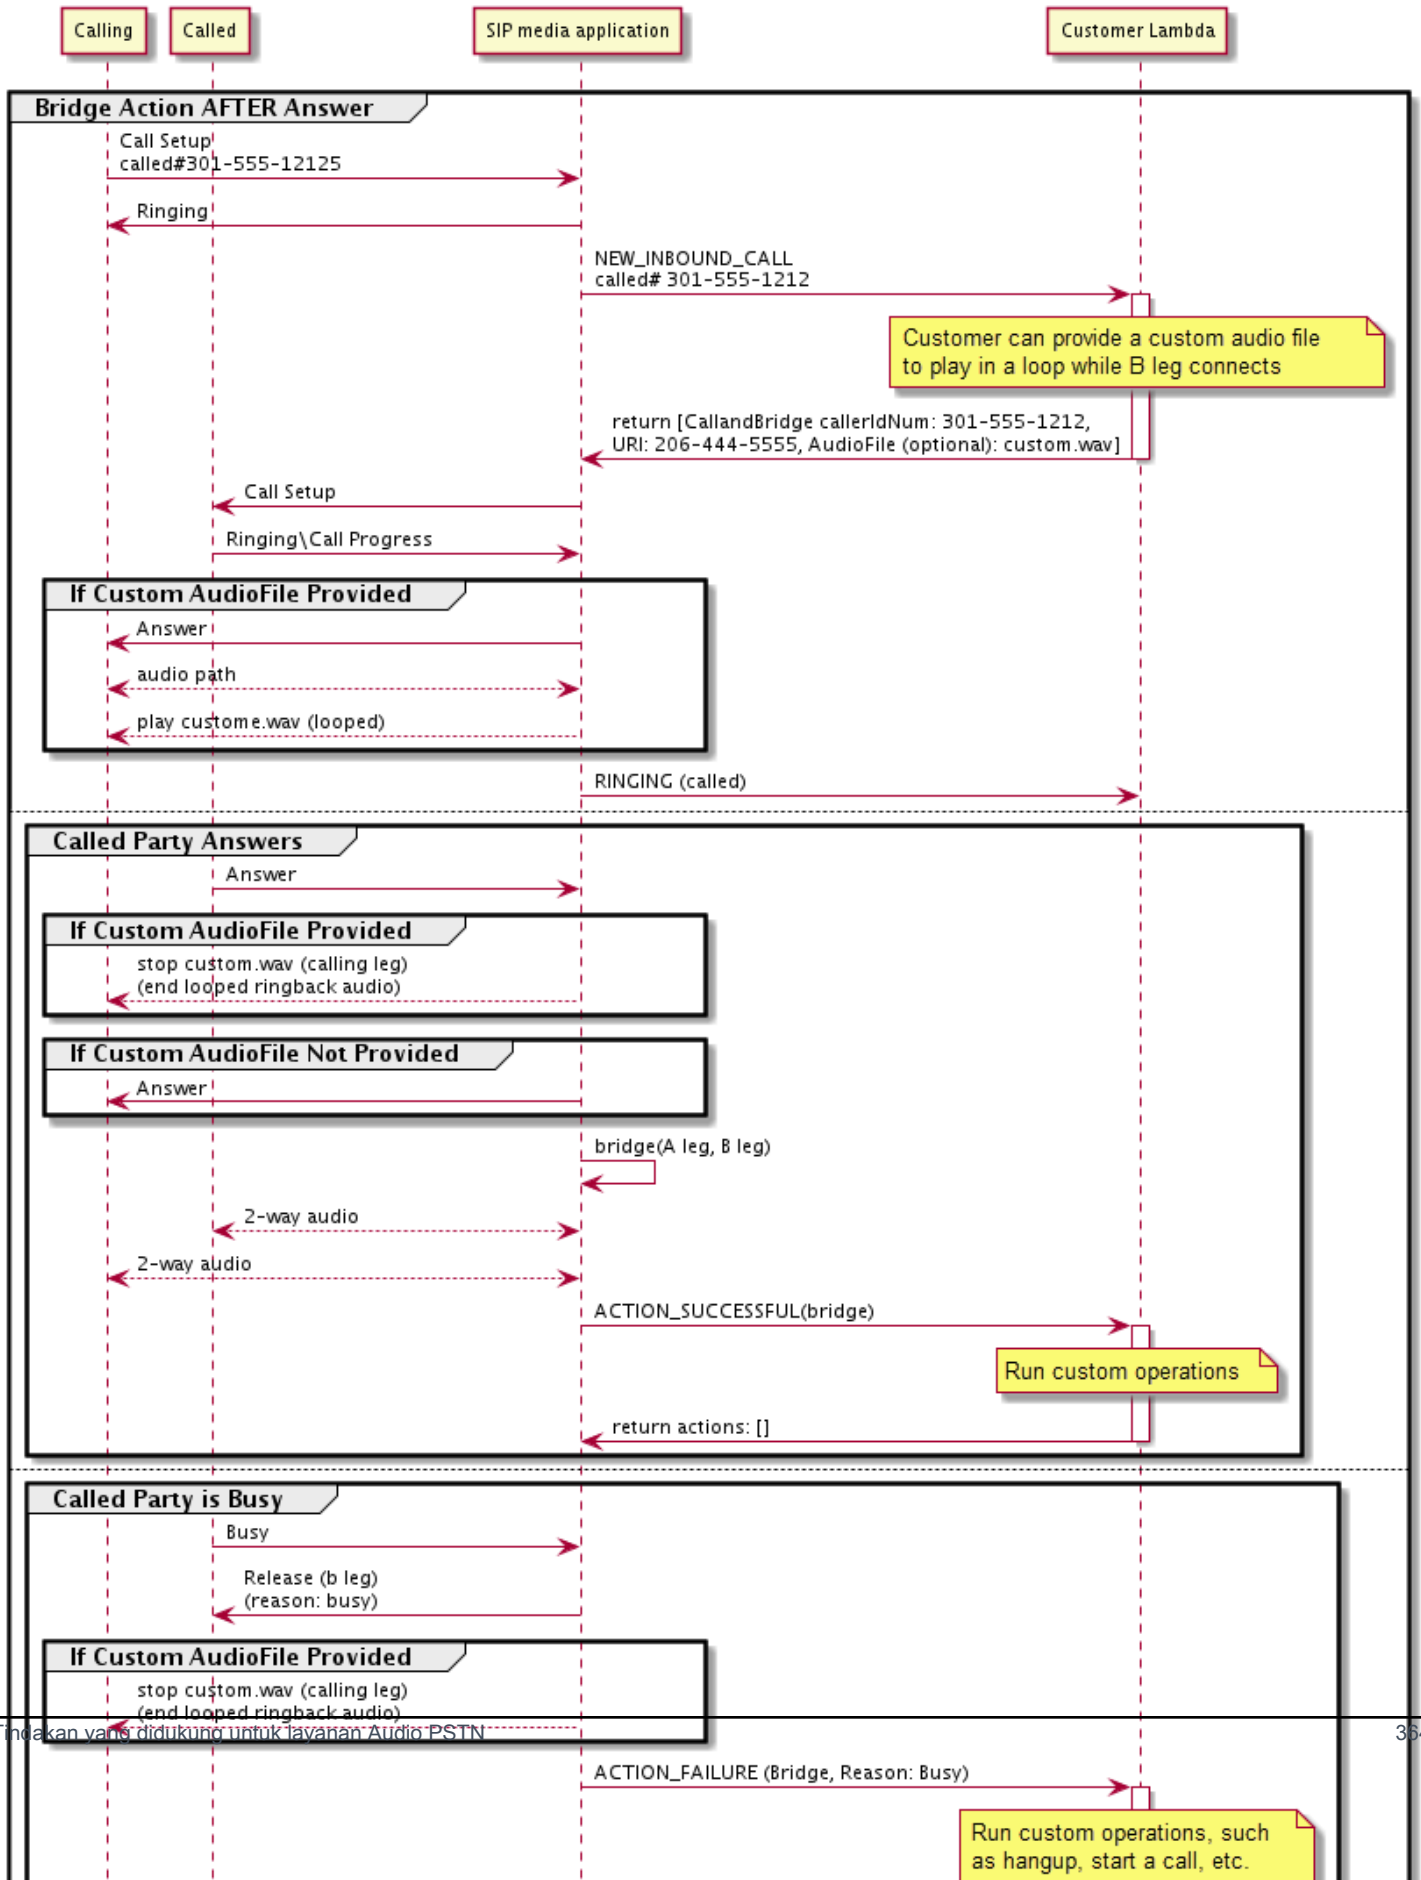 Calling
Called
SIP media application
Customer Lambda
Bridge Action AFTER Answer
Call Setup
called#301-555-12125
Ringing
NEW_INBOUND_CALL
called# 301-555-1212
Customer can provide a custom audio file
to play in a loop while B leg connects
return [CallandBridge callerIdNum: 301-555-1212,
URI: 206-444-5555, AudioFile (optional): custom.wav]
Call Setup
Ringing\Call Progress
If Custom AudioFile Provided
Answer
audio path
play custome.wav (looped)
RINGING (called)
Called Party Answers
Answer
If Custom AudioFile Provided
stop custom.wav (calling leg)
(end looped ringback audio)
If Custom AudioFile Not Provided
Answer
bridge(A leg, B leg)
2-way audio
2-way audio
ACTION_SUCCESSFUL(bridge)
Run custom operations
return actions: []
Called Party is Busy
Busy
Release (b leg)
(reason: busy)
If Custom AudioFile Provided
stop custom.wav (calling leg)
(end looped ringback audio)
Tindakan yang didukung untuk layanan Audio PSTN
364
ACTION_FAILURE (Bridge, Reason: Busy)
Run custom operations, such
as hangup, start a call, etc.